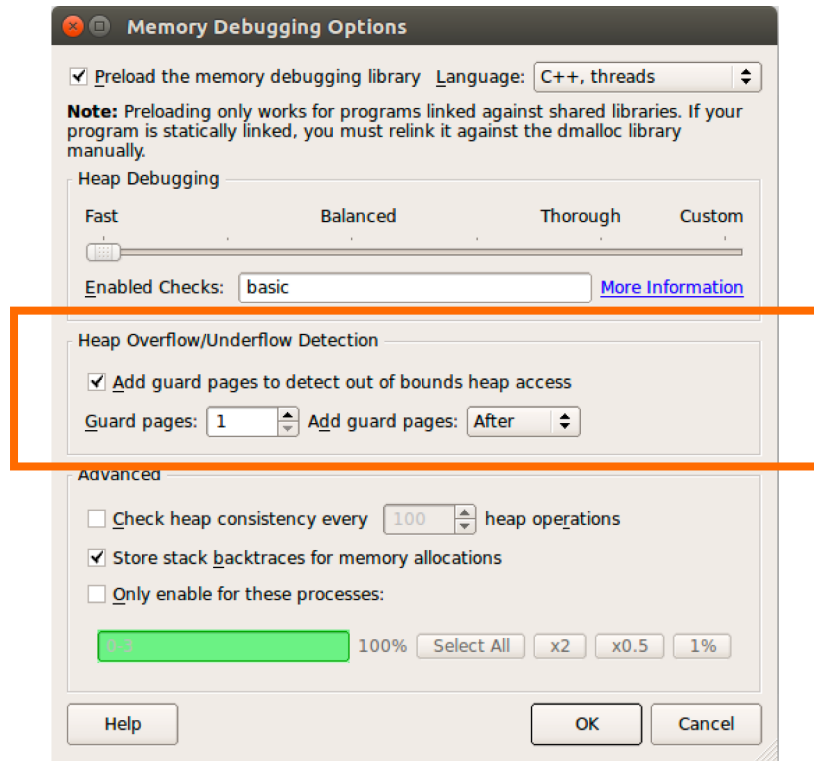 Memory Debugging Options
Preload the memory debugging library Language: C++, threads
Note: Preloading only works for programs linked against shared libraries. If your
program is statically linked, you must relink it against the dmalloc library
manually.
Heap Debugging
Fast Balanced Thorough Custom
Enabled Checks: basic More Information
Heap Overflow/Underflow Detection
Add guard pages to detect out of bounds heap access
Guard pages: 1 Add guard pages: After
Advanced
Check heap consistency every 100 heap operations
Store stack backtraces for memory allocations
Only enable for these processes:
100% Select All x2 x0.5 1%
Help OK Cancel